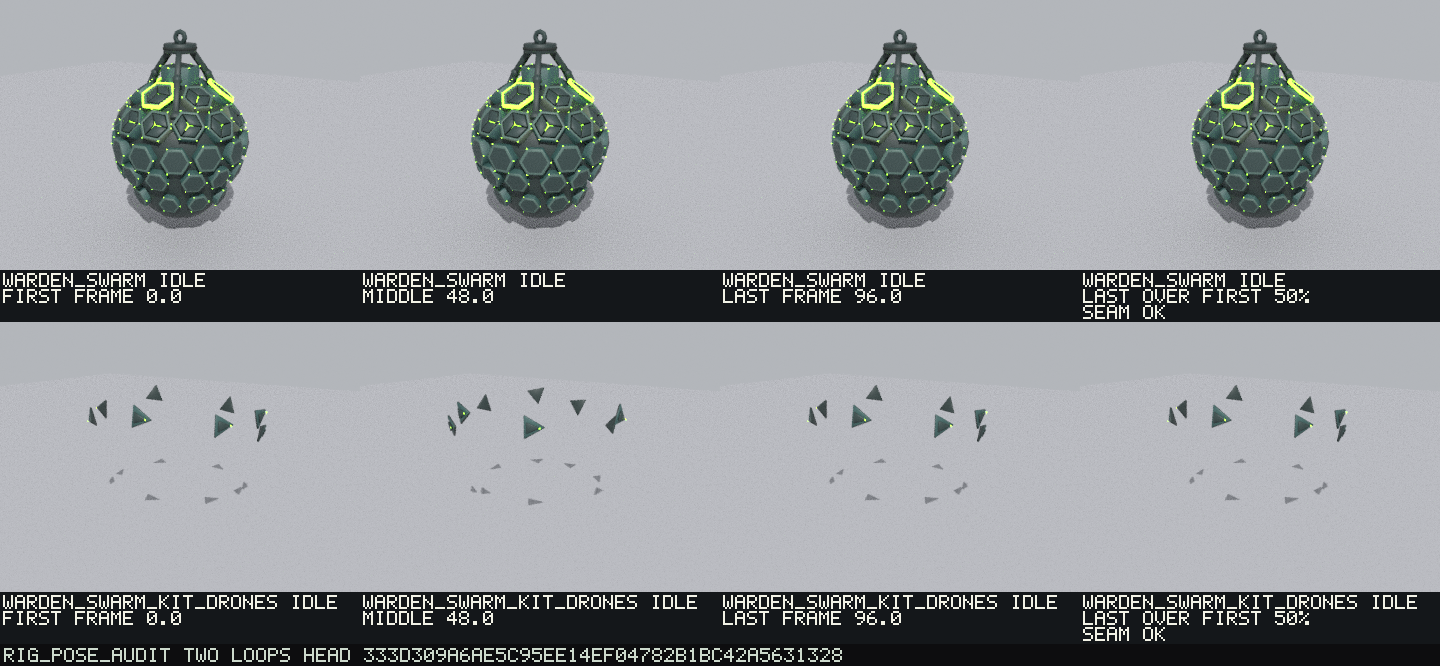 WARDEN_SWARM IDLE
FIRST FRAME 0.0
WARDEN_SWARM IDLE
MIDDLE 48.0
WARDEN_SWARM IDLE
LAST FRAME 96.0
WARDEN_SWARM IDLE
LAST OVER FIRST 50%
SEAM OK
WARDEN_SWARM_KIT_DRONES IDLE
FIRST FRAME 0.0
WARDEN_SWARM_KIT_DRONES IDLE
MIDDLE 48.0
WARDEN_SWARM_KIT_DRONES IDLE
LAST FRAME 96.0
WARDEN_SWARM_KIT_DRONES IDLE
LAST OVER FIRST 50%
SEAM OK
RIG_POSE_AUDIT TWO LOOPS HEAD 333D309A6AE5C95EE14EF04782B1BC42A5631328